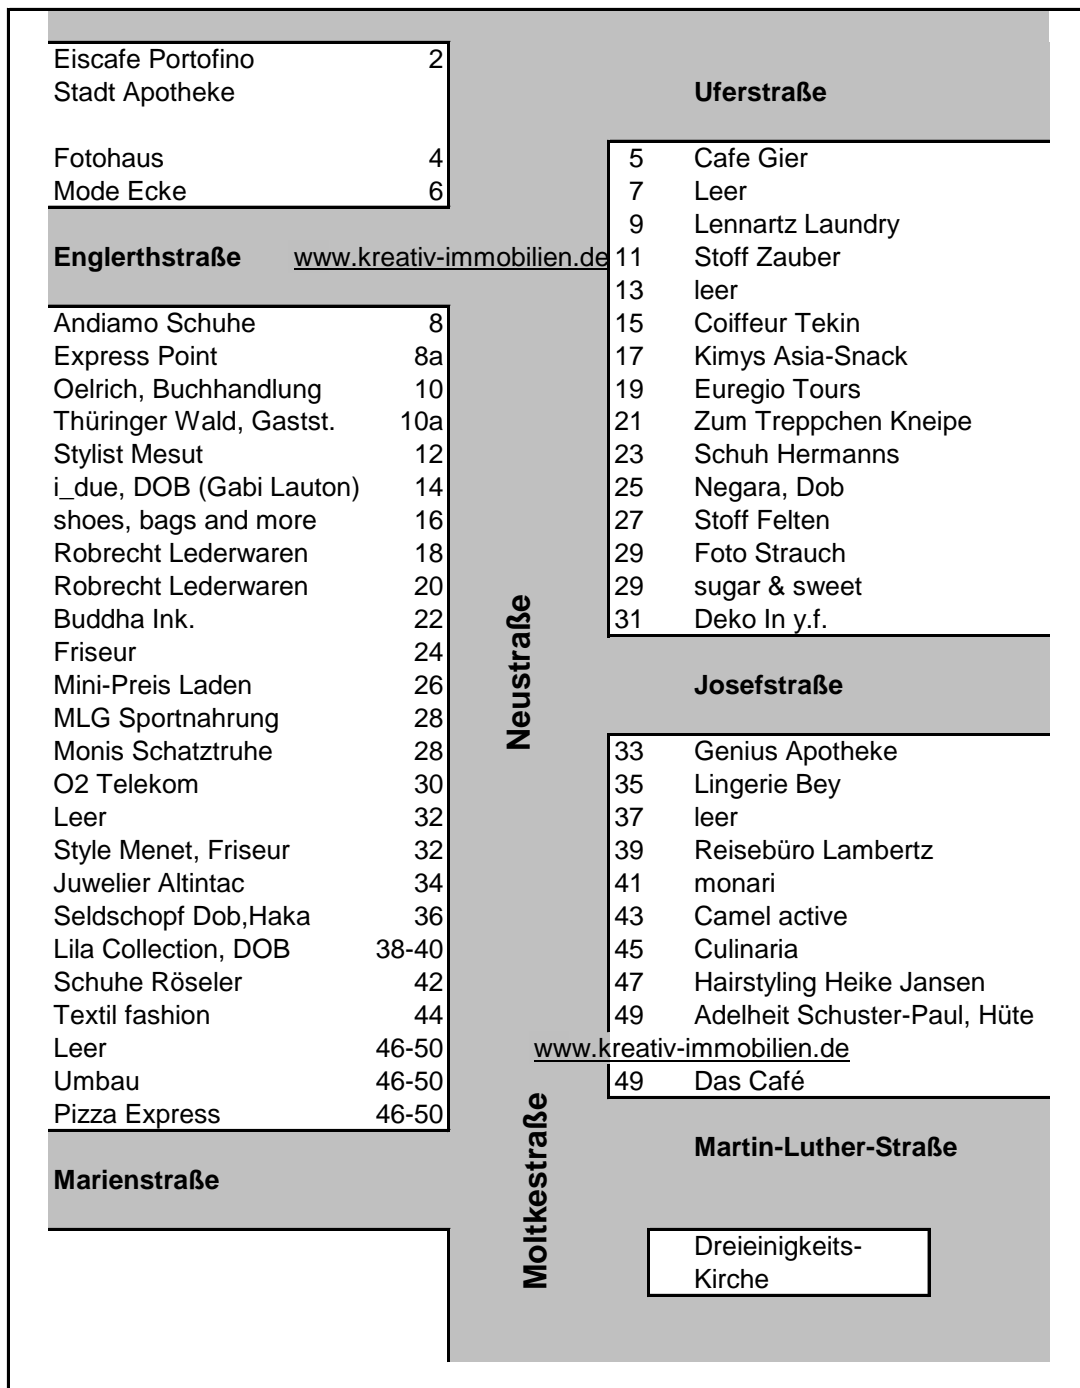 Eiscafe Portofino 2
Stadt Apotheke
Fotohaus 4
Mode Ecke 6
Englerthstraße www.kreativ-immobilien.de
Andiamo Schuhe 8
Express Point 8a
Oelrich, Buchhandlung 10
Thüringer Wald, Gastst. 10a
Stylist Mesut 12
i_due, DOB (Gabi Lauton) 14
shoes, bags and more 16
Robrecht Lederwaren 18
Robrecht Lederwaren 20
Buddha Ink. 22
Friseur 24
Mini-Preis Laden 26
MLG Sportnahrung 28
Monis Schatztruhe 28
O2 Telekom 30
Leer 32
Style Menet, Friseur 32
Juwelier Altintac 34
Seldschopf Dob,Haka 36
Lila Collection, DOB 38-40
Schuhe Röseler 42
Textil fashion 44
Leer 46-50
Umbau 46-50
Pizza Express 46-50
Marienstraße
Neustraße
Moltkestraße
Uferstraße
5 Cafe Gier
7 Leer
9 Lennartz Laundry
11 Stoff Zauber
13 leer
15 Coiffeur Tekin
17 Kimys Asia-Snack
19 Euregio Tours
21 Zum Treppchen Kneipe
23 Schuh Hermanns
25 Negara, Dob
27 Stoff Felten
29 Foto Strauch
29 sugar & sweet
31 Deko In y.f.
Josefstraße
33 Genius Apotheke
35 Lingerie Bey
37 leer
39 Reisebüro Lambertz
41 monari
43 Camel active
45 Culinaria
47 Hairstyling Heike Jansen
49 Adelheit Schuster-Paul, Hüte
www.kreativ-immobilien.de
49 Das Café
Martin-Luther-Straße
Dreieinigkeits-
Kirche